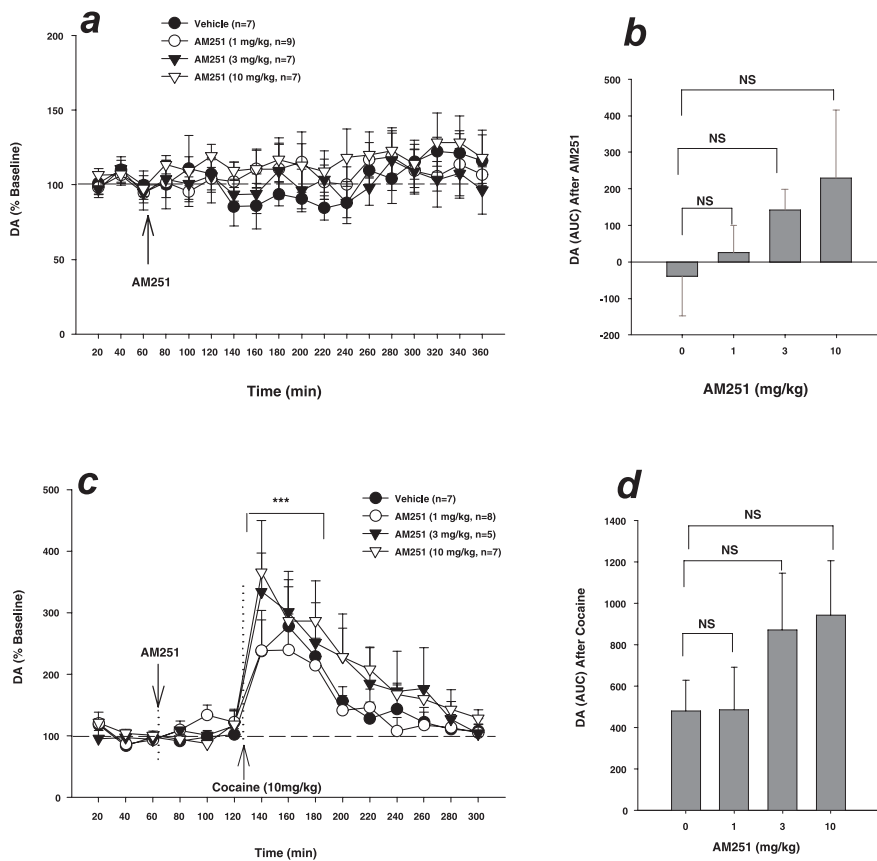 a
Vehicle (n=7)
AM251 (1 mg/kg, n=9)
AM251 (3 mg/kg, n=7)
AM251 (10 mg/kg, n=7)
200
150
100
50
0
DA (% Baseline)
AM251
20 40 60 80 100 120 140 160 180 200 220 240 260 280 300 320 340 360
Time (min)
b
500
400
300
200
100
0
-100
-200
DA (AUC) After AM251
NS
NS
NS
0 1 3 10
AM251 (mg/kg)
c
Vehicle (n=7)
AM251 (1 mg/kg, n=8)
AM251 (3 mg/kg, n=5)
AM251 (10 mg/kg, n=7)
***
500
400
300
200
100
0
DA (% Baseline)
AM251
Cocaine (10mg/kg)
20 40 60 80 100 120 140 160 180 200 220 240 260 280 300
Time (min)
d
1400
1200
1000
800
600
400
200
0
DA (AUC) After Cocaine
NS
NS
NS
0 1 3 10
AM251 (mg/kg)